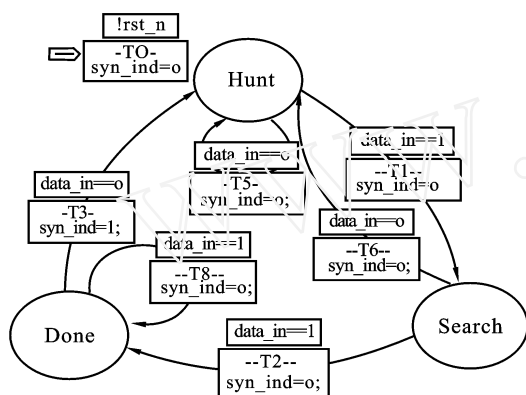 !rst_n
-TO-
syn_ind=o
Hunt
data_in==1
--T1--
syn_ind=o
data_in==o
-T5-
syn_ind=o;
data_in==o
-T3-
syn_ind=1;
data_in==o
--T6--
syn_ind=o;
data_in==1
--T8--
syn_ind=o;
Done
Search
data_in==1
--T2--
syn_ind=o;
www.